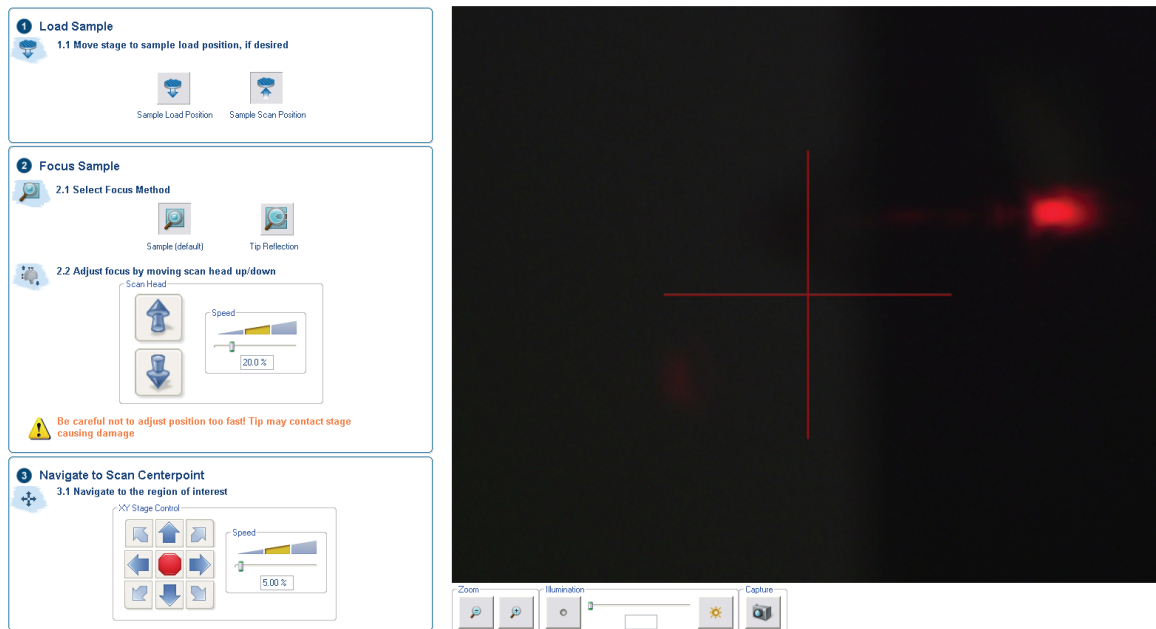 1 Load Sample
1.1 Move stage to sample load position, if desired
Sample Load Position Sample Scan Position
2 Focus Sample
2.1 Select Focus Method
Sample (default) Tip Reflection
2.2 Adjust focus by moving scan head up/down
Scan Head
Speed
20.0 %
Be careful not to adjust position too fast! Tip may contact stage
causing damage
3 Navigate to Scan Centerpoint
3.1 Navigate to the region of interest
XY Stage Control
Speed
5.00 %
Zoom Illumination Capture